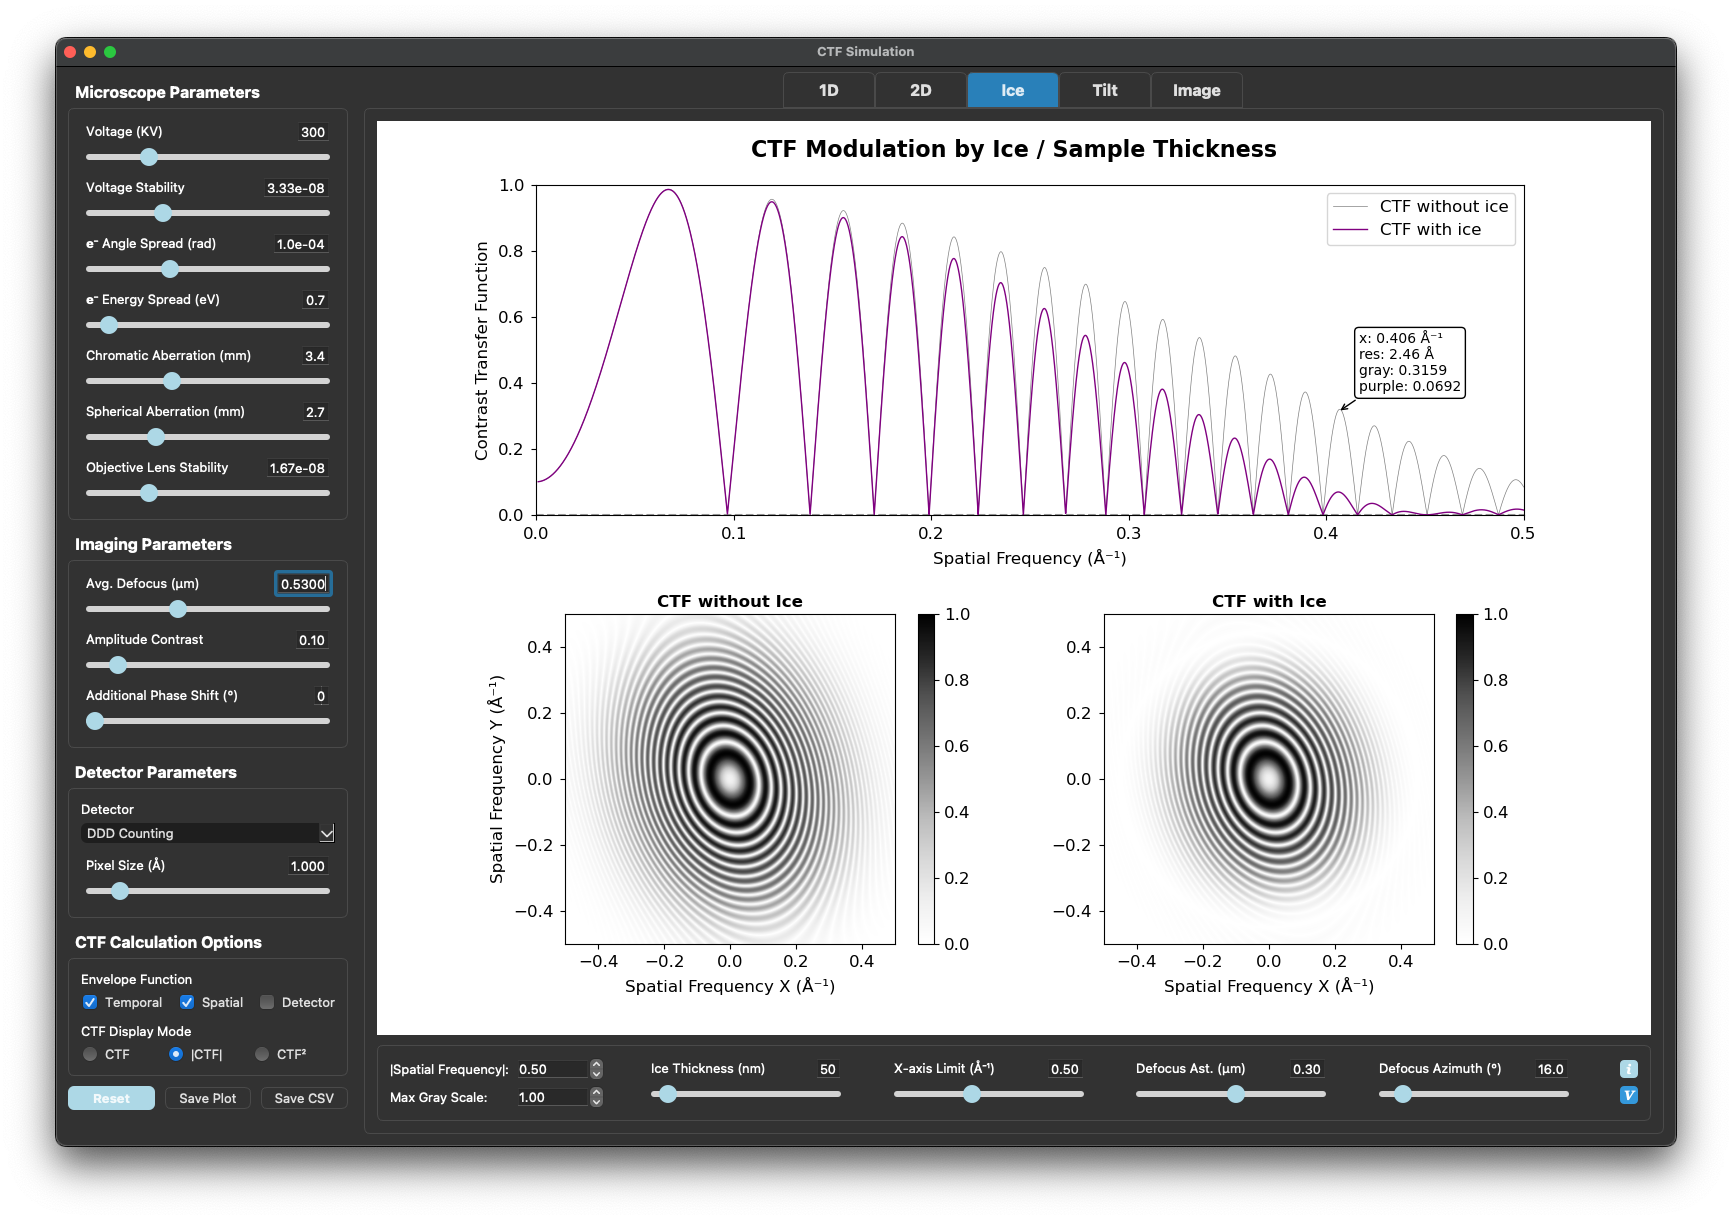 CTF Simulation
Microscope Parameters
Voltage (KV) 300
Voltage Stability 3.33e-08
e⁻ Angle Spread (rad) 1.0e-04
e⁻ Energy Spread (eV) 0.7
Chromatic Aberration (mm) 3.4
Spherical Aberration (mm) 2.7
Objective Lens Stability 1.67e-08
Imaging Parameters
Avg. Defocus (µm) 0.5300
Amplitude Contrast 0.10
Additional Phase Shift (°) 0
Detector Parameters
Detector
DDD Counting
Pixel Size (Å) 1.000
CTF Calculation Options
Envelope Function
Temporal Spatial Detector
CTF Display Mode
CTF |CTF| CTF²
Reset Save Plot Save CSV
1D 2D Ice Tilt Image
CTF Modulation by Ice / Sample Thickness
1.0
0.8
0.6
0.4
0.2
0.0
Contrast Transfer Function
CTF without ice
CTF with ice
x: 0.406 Å⁻¹
res: 2.46 Å
gray: 0.3159
purple: 0.0692
0.0 0.1 0.2 0.3 0.4 0.5
Spatial Frequency (Å⁻¹)
CTF without Ice
0.4
0.2
0.0
−0.2
−0.4
Spatial Frequency Y (Å⁻¹)
−0.4 −0.2 0.0 0.2 0.4
Spatial Frequency X (Å⁻¹)
1.0
0.8
0.6
0.4
0.2
0.0
CTF with Ice
0.4
0.2
0.0
−0.2
−0.4
−0.4 −0.2 0.0 0.2 0.4
Spatial Frequency X (Å⁻¹)
1.0
0.8
0.6
0.4
0.2
0.0
|Spatial Frequency|: 0.50
Max Gray Scale: 1.00
Ice Thickness (nm) 50
X-axis Limit (Å⁻¹) 0.50
Defocus Ast. (µm) 0.30
Defocus Azimuth (°) 16.0
i
V